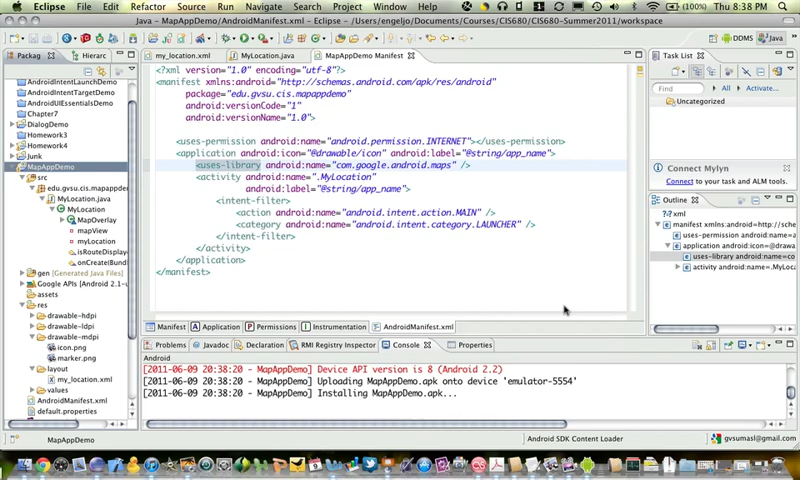 Eclipse File Edit Refactor Source Navigate Search Project Run Window Help (100%) Thu 8:38 PM
Java - MapAppDemo/AndroidManifest.xml - Eclipse - /Users/engeljo/Documents/Courses/CIS680/CIS680-Summer2011/workspace
DDMS Java
Packag Hierarc
my_location.xml MyLocation.java MapAppDemo Manifest
Task List
AndroidIntentLaunchDemo
AndroidIntentTargetDemo
AndroidUIEssentialsDemo
Chapter7
DialogDemo
Homework3
Homework4
Junk
MapAppDemo
src
edu.gvsu.cis.mapappdem
MyLocation.java
MyLocation
MapOverlay
mapView
myLocation
isRouteDisplaye
onCreate(Bund
gen [Generated Java Files]
Google APIs [Android 2.1-u
assets
res
drawable-hdpi
drawable-ldpi
drawable-mdpi
icon.png
marker.png
layout
my_location.xml
values
AndroidManifest.xml
default.properties
<?xml version="1.0" encoding="utf-8"?>
<manifest xmlns:android="http://schemas.android.com/apk/res/android"
package="edu.gvsu.cis.mapappdemo"
android:versionCode="1"
android:versionName="1.0">
<uses-permission android:name="android.permission.INTERNET"></uses-permission>
<application android:icon="@drawable/icon" android:label="@string/app_name">
<uses-library android:name="com.google.android.maps" />
<activity android:name=".MyLocation"
android:label="@string/app_name">
<intent-filter>
<action android:name="android.intent.action.MAIN" />
<category android:name="android.intent.category.LAUNCHER" />
</intent-filter>
</activity>
</application>
</manifest>
Manifest Application Permissions Instrumentation AndroidManifest.xml
Find All Activate...
Uncategorized
Connect Mylyn
Connect to your task and ALM tools.
Outline
?=? xml
manifest xmlns:android=http://sche
uses-permission android:name=a
application android:icon=@drawab
uses-library android:name=co
activity android:name=.MyLoca
Problems Javadoc Declaration RMI Registry Inspector Console Properties
Android
[2011-06-09 20:38:20 - MapAppDemo] Device API version is 8 (Android 2.2)
[2011-06-09 20:38:20 - MapAppDemo] Uploading MapAppDemo.apk onto device 'emulator-5554'
[2011-06-09 20:38:20 - MapAppDemo] Installing MapAppDemo.apk...
MapAppDemo
Android SDK Content Loader
gvsumasl@gmail.com